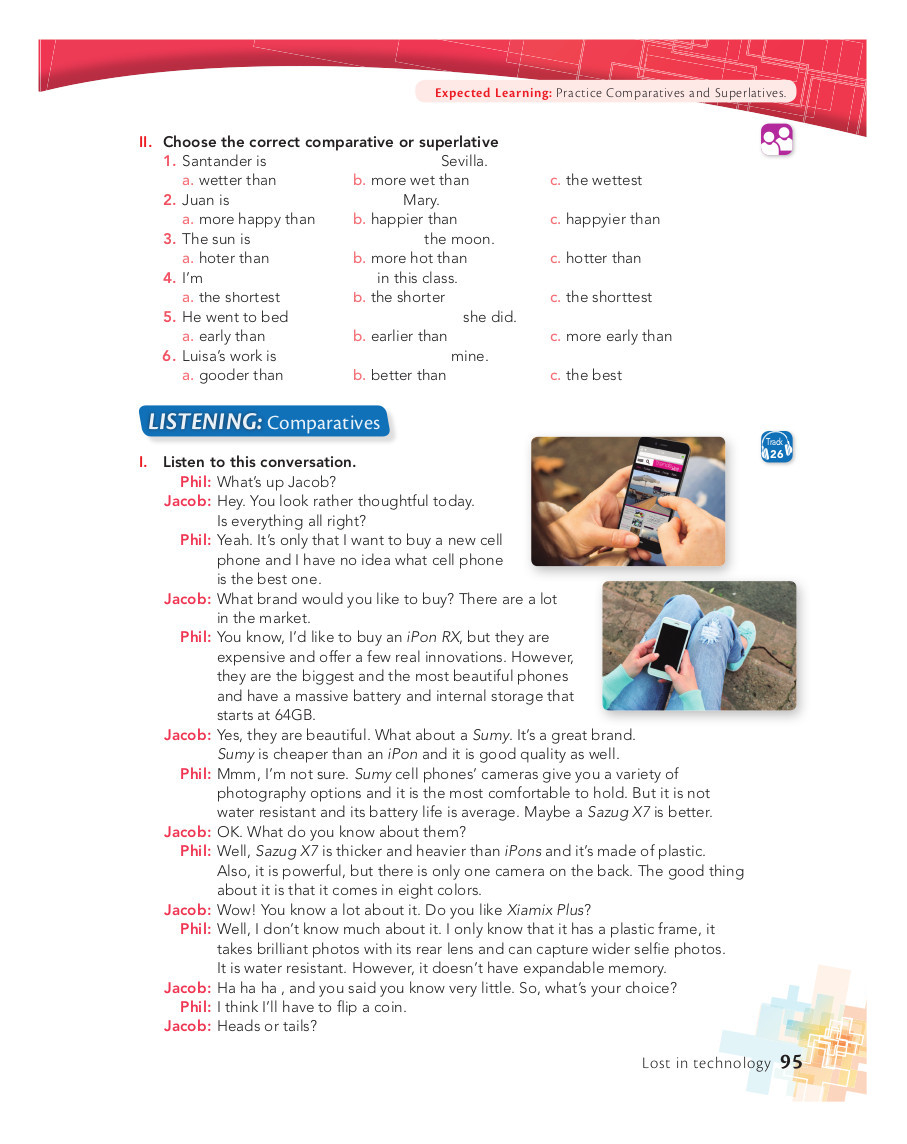 Expected Learning: Practice Comparatives and Superlatives.
II. Choose the correct comparative or superlative
1. Santander is Sevilla.
a. wetter than b. more wet than c. the wettest
2. Juan is Mary.
a. more happy than b. happier than c. happyier than
3. The sun is the moon.
a. hoter than b. more hot than c. hotter than
4. I'm in this class.
a. the shortest b. the shorter c. the shorttest
5. He went to bed she did.
a. early than b. earlier than c. more early than
6. Luisa's work is mine.
a. gooder than b. better than c. the best
LISTENING: Comparatives
Track
26
I. Listen to this conversation.
Phil: What's up Jacob?
Jacob: Hey. You look rather thoughtful today.
Is everything all right?
Phil: Yeah. It's only that I want to buy a new cell
phone and I have no idea what cell phone
is the best one.
Jacob: What brand would you like to buy? There are a lot
in the market.
Phil: You know, I'd like to buy an iPon RX, but they are
expensive and offer a few real innovations. However,
they are the biggest and the most beautiful phones
and have a massive battery and internal storage that
starts at 64GB.
Jacob: Yes, they are beautiful. What about a Sumy. It's a great brand.
Sumy is cheaper than an iPon and it is good quality as well.
Phil: Mmm, I'm not sure. Sumy cell phones' cameras give you a variety of
photography options and it is the most comfortable to hold. But it is not
water resistant and its battery life is average. Maybe a Sazug X7 is better.
Jacob: OK. What do you know about them?
Phil: Well, Sazug X7 is thicker and heavier than iPons and it's made of plastic.
Also, it is powerful, but there is only one camera on the back. The good thing
about it is that it comes in eight colors.
Jacob: Wow! You know a lot about it. Do you like Xiamix Plus?
Phil: Well, I don't know much about it. I only know that it has a plastic frame, it
takes brilliant photos with its rear lens and can capture wider selfie photos.
It is water resistant. However, it doesn't have expandable memory.
Jacob: Ha ha ha , and you said you know very little. So, what's your choice?
Phil: I think I'll have to flip a coin.
Jacob: Heads or tails?
Lost in technology 95